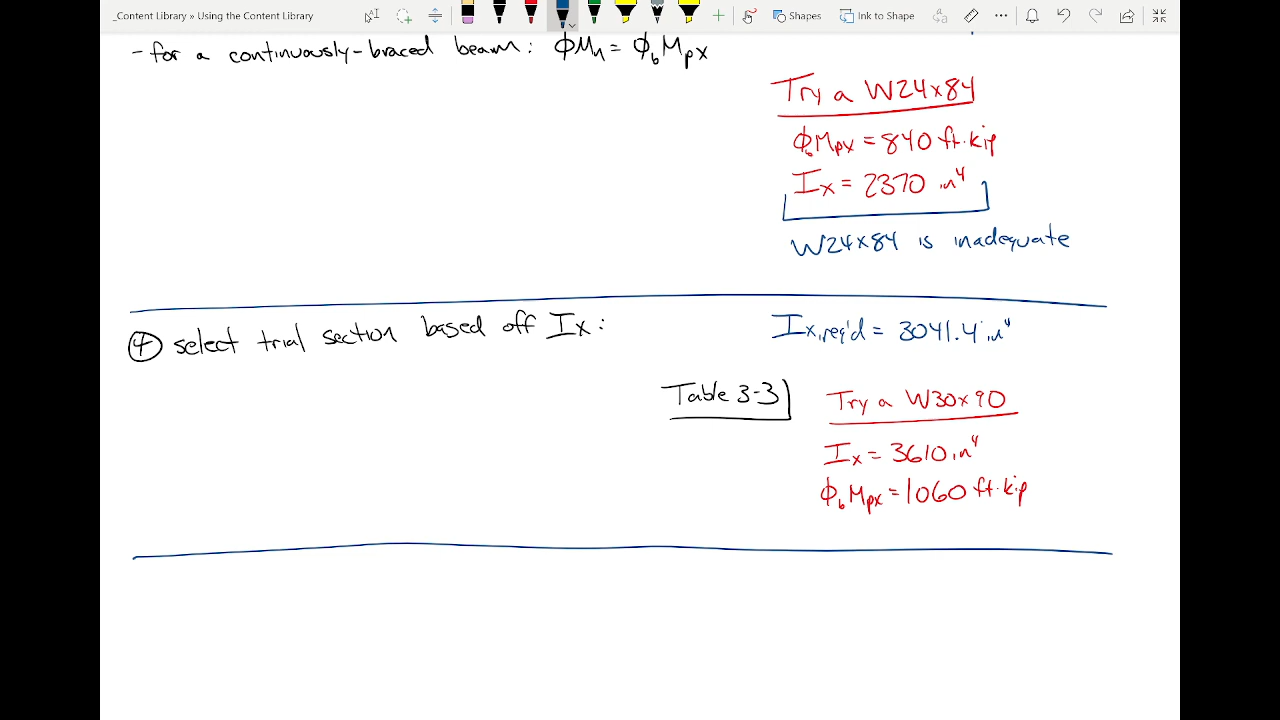 _Content Library » Using the Content Library
Shapes
Ink to Shape
- for a continuously-braced beam: ϕMn = ϕbMpx
Try a W24x84
ϕbMpx = 840 ft·kip
Ix = 2370 in⁴
W24x84 is inadequate
④ select trial section based off Ix:
Ix,req'd = 3041.4 in⁴
Table 3-3
Try a W30x90
Ix = 3610 in⁴
ϕbMpx = 1060 ft·kip